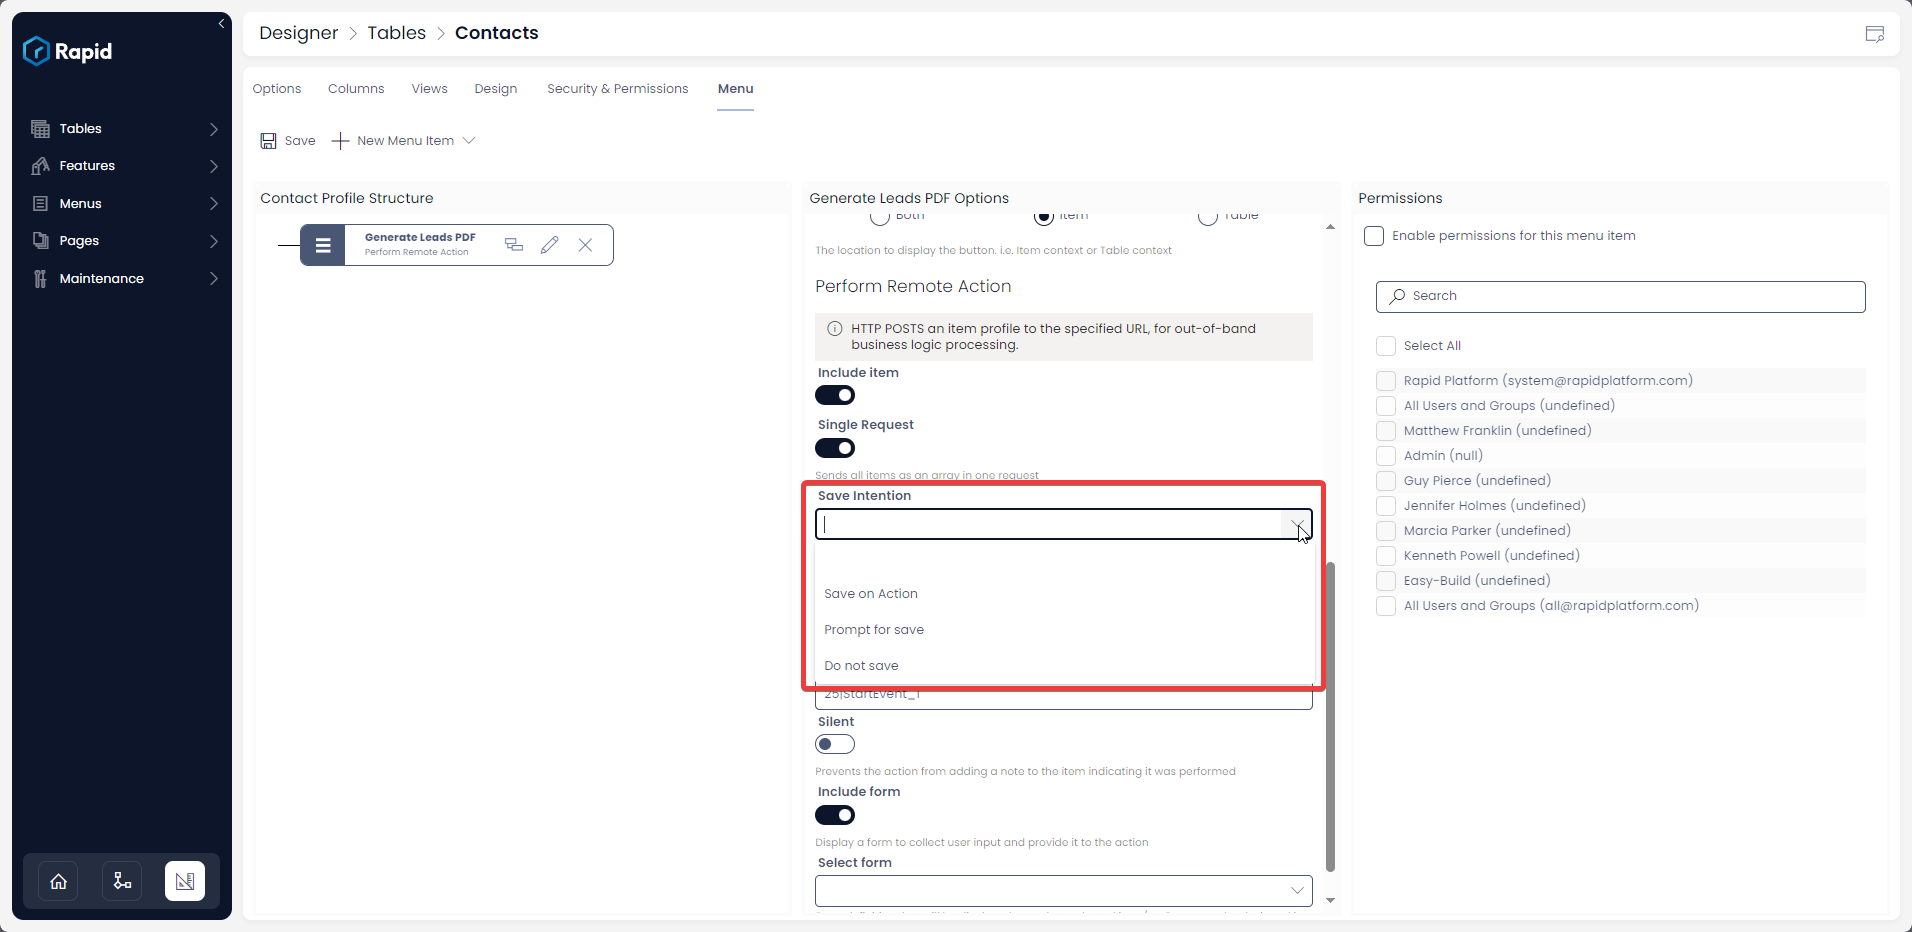 Rapid
Tables
Features
Menus
Pages
Maintenance
Designer > Tables > Contacts
Options Columns Views Design Security & Permissions Menu
Save New Menu Item
Contact Profile Structure
Generate Leads PDF
Perform Remote Action
Generate Leads PDF Options
Both Item Table
The location to display the button. i.e. Item context or Table context
Perform Remote Action
HTTP POSTS an item profile to the specified URL, for out-of-band
business logic processing.
Include item
Single Request
Sends all items as an array in one request
Save Intention
Save on Action
Prompt for save
Do not save
25|StartEvent_1
Silent
Prevents the action from adding a note to the item indicating it was performed
Include form
Display a form to collect user input and provide it to the action
Select form
Permissions
Enable permissions for this menu item
Search
Select All
Rapid Platform (system@rapidplatform.com)
All Users and Groups (undefined)
Matthew Franklin (undefined)
Admin (null)
Guy Pierce (undefined)
Jennifer Holmes (undefined)
Marcia Parker (undefined)
Kenneth Powell (undefined)
Easy-Build (undefined)
All Users and Groups (all@rapidplatform.com)